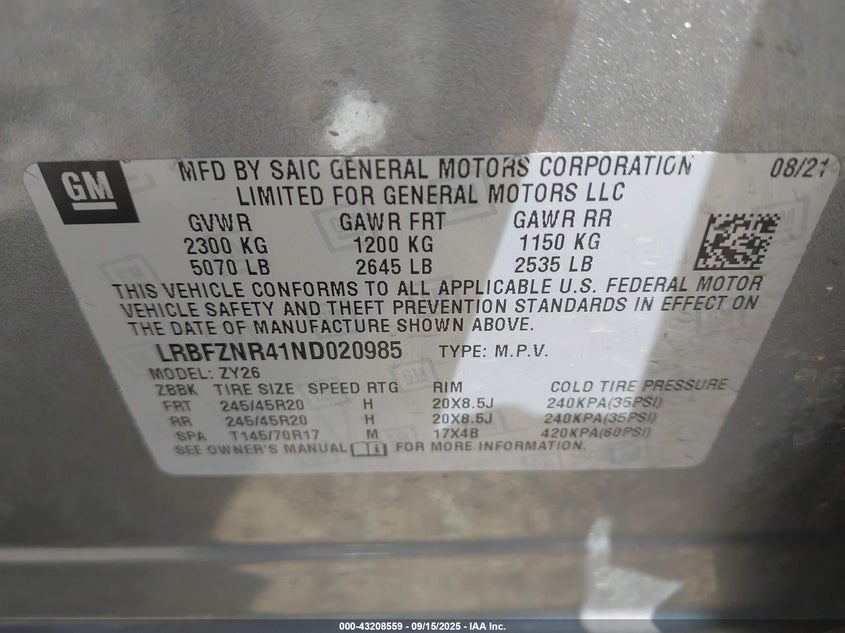 GM
MFD BY SAIC GENERAL MOTORS CORPORATION 08/21
LIMITED FOR GENERAL MOTORS LLC
GVWR GAWR FRT GAWR RR
2300 KG 1200 KG 1150 KG
5070 LB 2645 LB 2535 LB
THIS VEHICLE CONFORMS TO ALL APPLICABLE U.S. FEDERAL MOTOR
VEHICLE SAFETY AND THEFT PREVENTION STANDARDS IN EFFECT ON
THE DATE OF MANUFACTURE SHOWN ABOVE.
LRBFZNR41ND020985 TYPE: M.P.V.
MODEL: ZY26
ZBBK TIRE SIZE SPEED RTG RIM COLD TIRE PRESSURE
FRT 245/45R20 H 20X8.5J 240KPA(35PSI)
RR 245/45R20 H 20X8.5J 240KPA(35PSI)
SPA T145/70R17 M 17X4B 420KPA(60PSI)
SEE OWNER'S MANUAL FOR MORE INFORMATION.
000-43208559 - 09/15/2025 - IAA Inc.